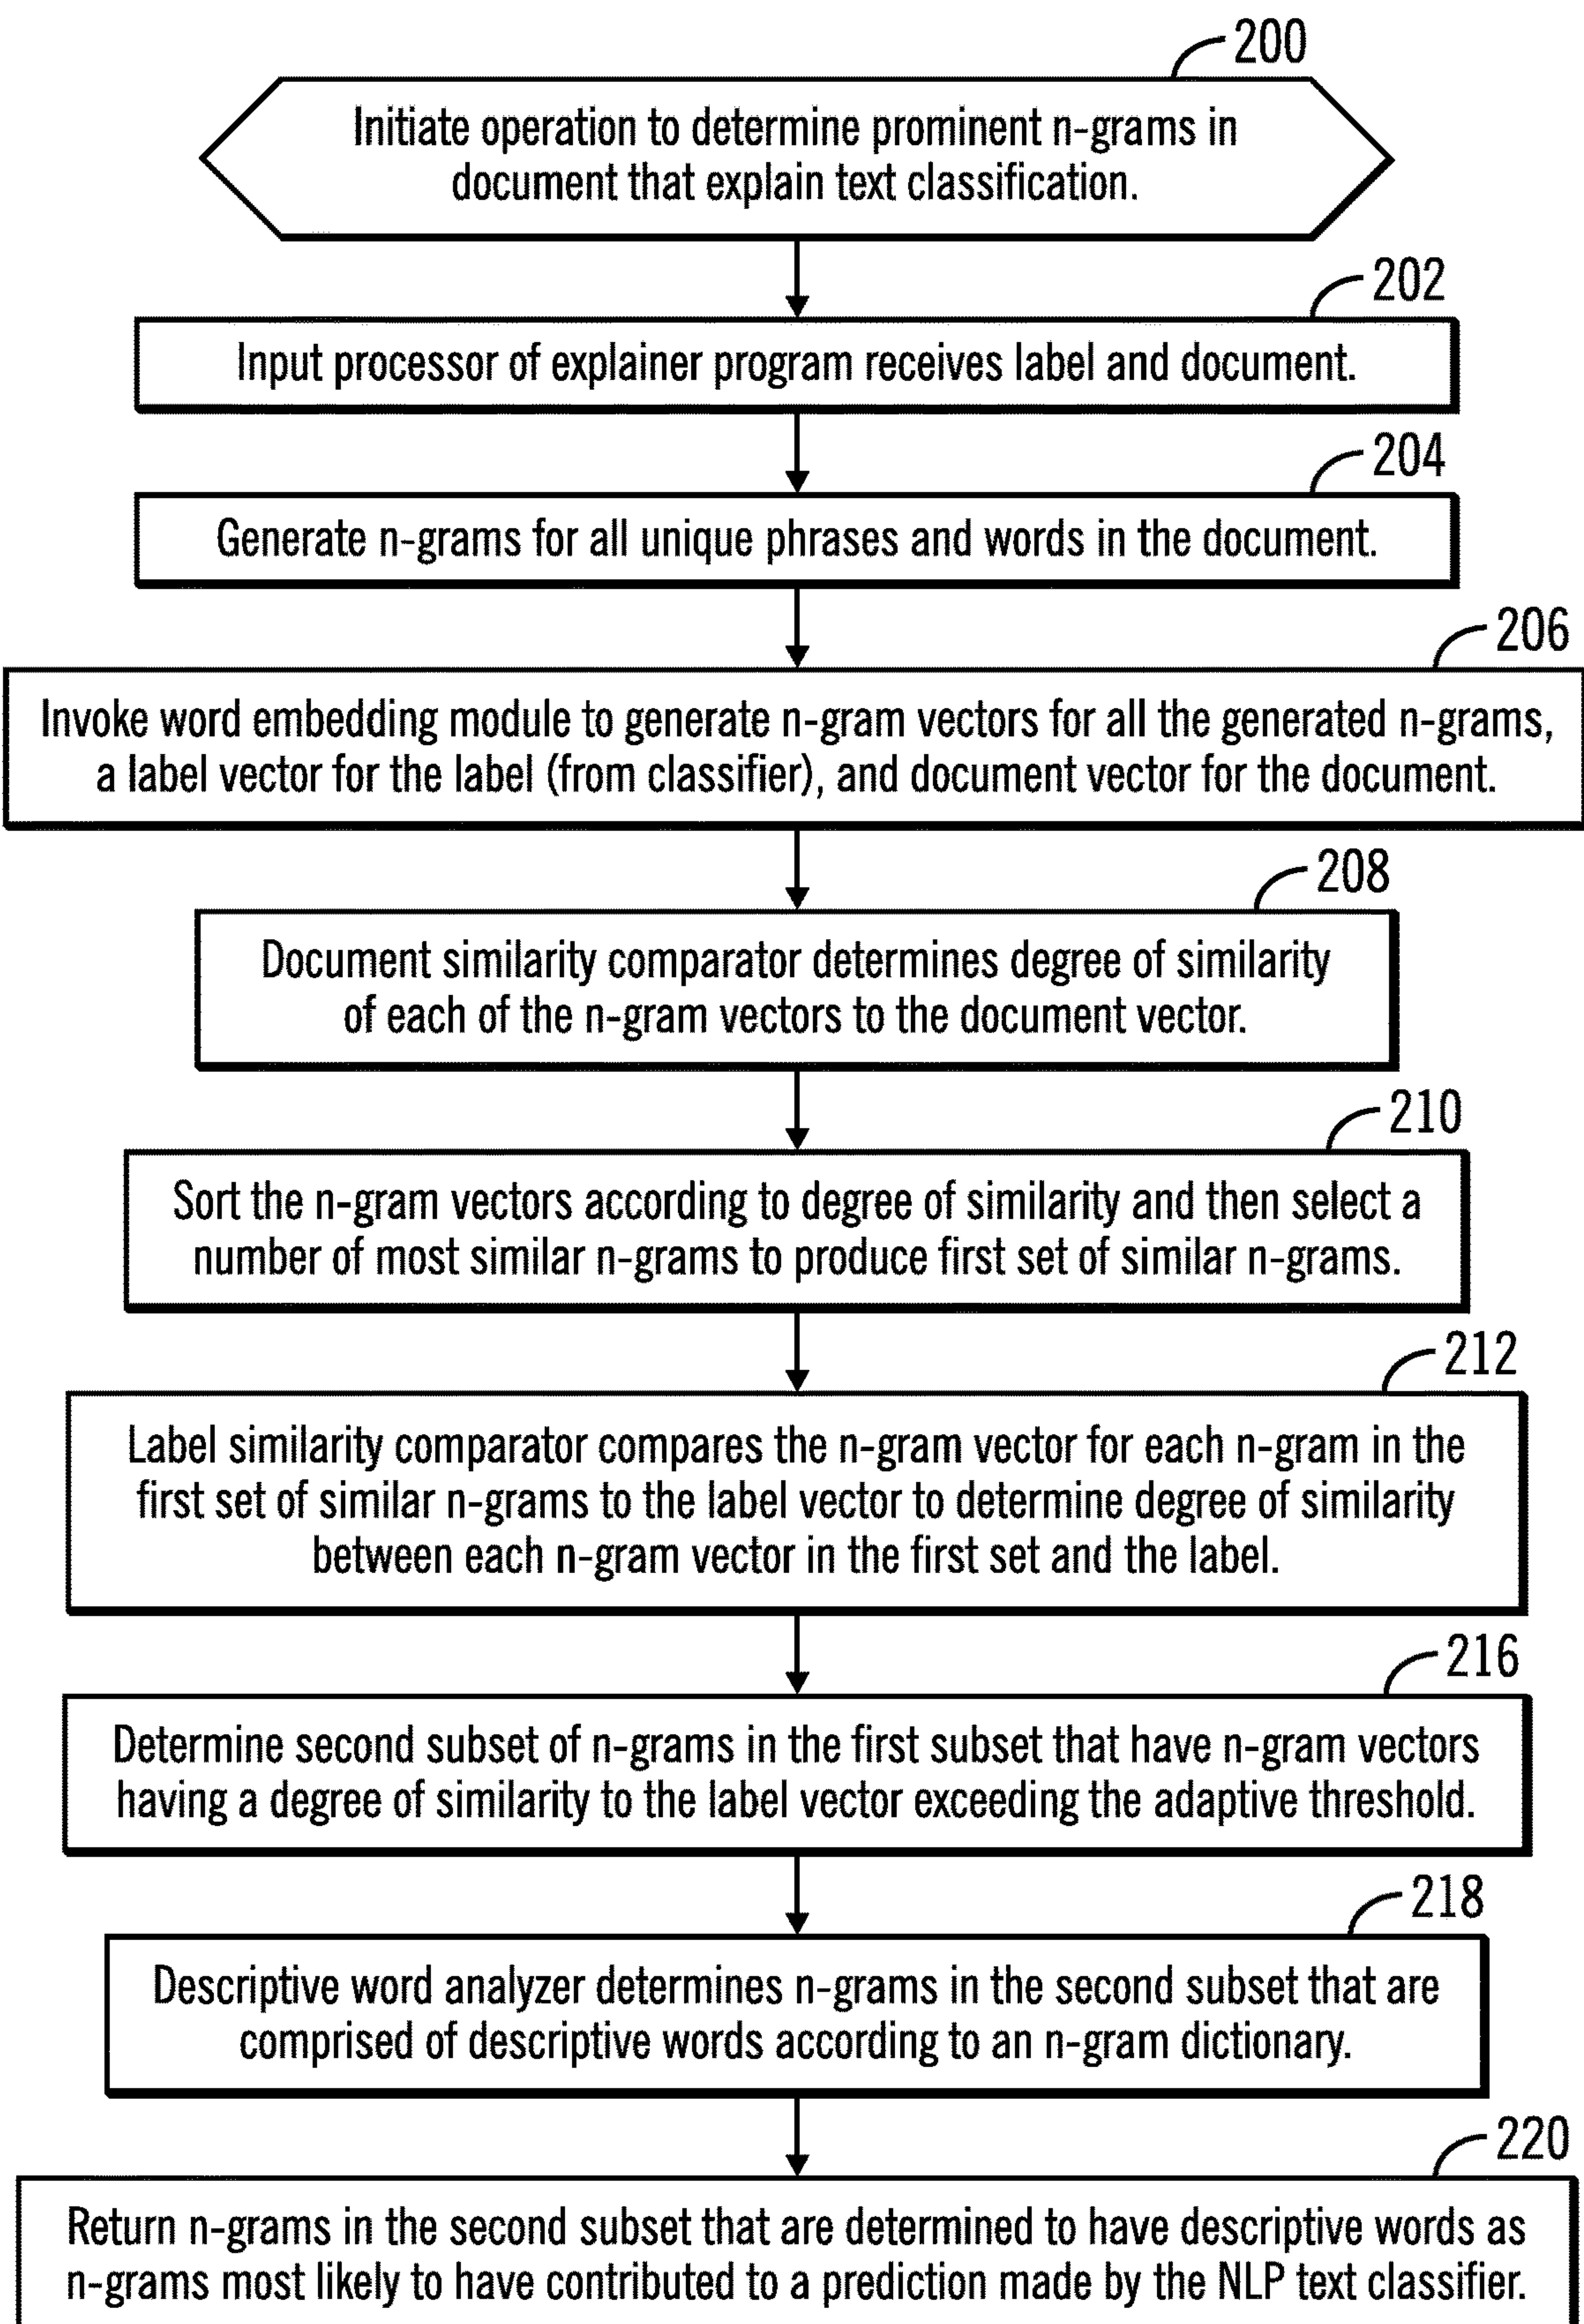 200
Initiate operation to determine prominent n-grams in
document that explain text classification.
202
Input processor of explainer program receives label and document.
204
Generate n-grams for all unique phrases and words in the document.
206
Invoke word embedding module to generate n-gram vectors for all the generated n-grams,
a label vector for the label (from classifier), and document vector for the document.
208
Document similarity comparator determines degree of similarity
of each of the n-gram vectors to the document vector.
210
Sort the n-gram vectors according to degree of similarity and then select a
number of most similar n-grams to produce first set of similar n-grams.
212
Label similarity comparator compares the n-gram vector for each n-gram in the
first set of similar n-grams to the label vector to determine degree of similarity
between each n-gram vector in the first set and the label.
216
Determine second subset of n-grams in the first subset that have n-gram vectors
having a degree of similarity to the label vector exceeding the adaptive threshold.
218
Descriptive word analyzer determines n-grams in the second subset that are
comprised of descriptive words according to an n-gram dictionary.
220
Return n-grams in the second subset that are determined to have descriptive words as
n-grams most likely to have contributed to a prediction made by the NLP text classifier.